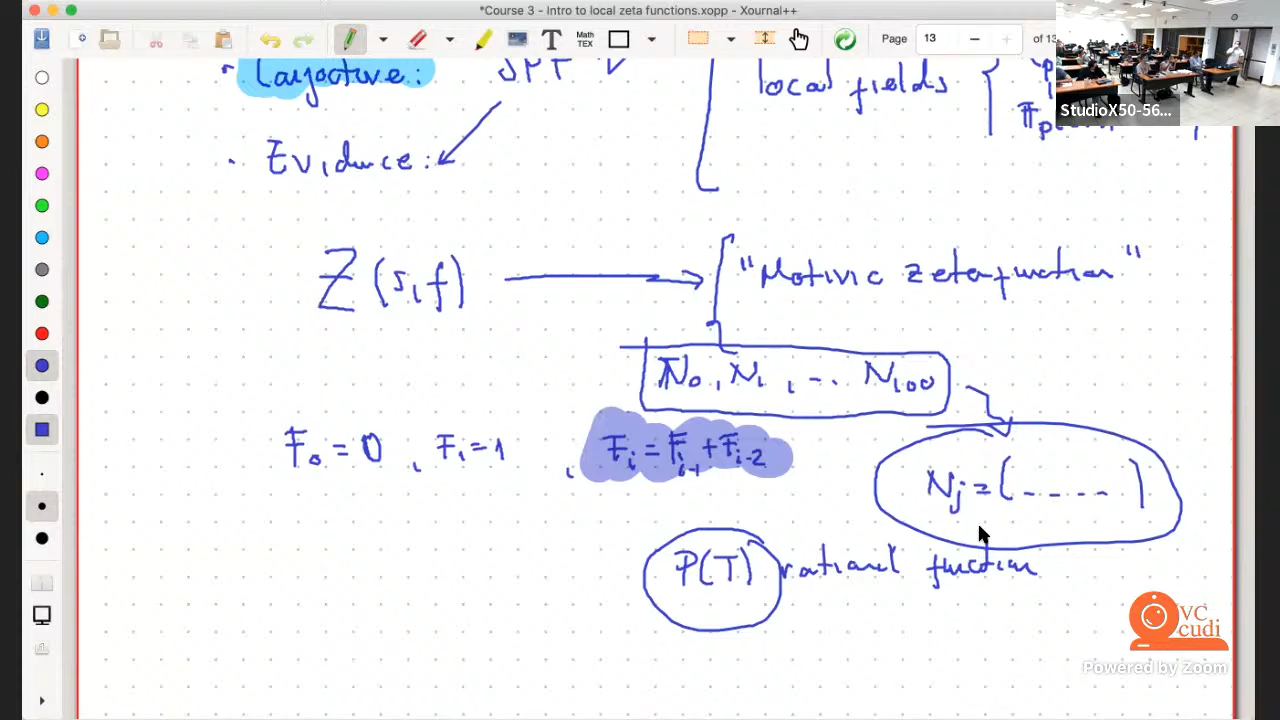 *Course 3 - Intro to local zeta functions.xopp - Xournal++
Math TEX
Page 13 of 13
StudioX50-56...
local fields
Evidence:
Z(s,f) → "Motivic Zeta function"
N₀, N₁, ... N₁₀₀
F₀ = 0, F₁ = 1, Fᵢ = Fᵢ₋₁ + Fᵢ₋₂
Nⱼ = (- - - -)
P(T) rational function
VC
cudi
Powered by Zoom